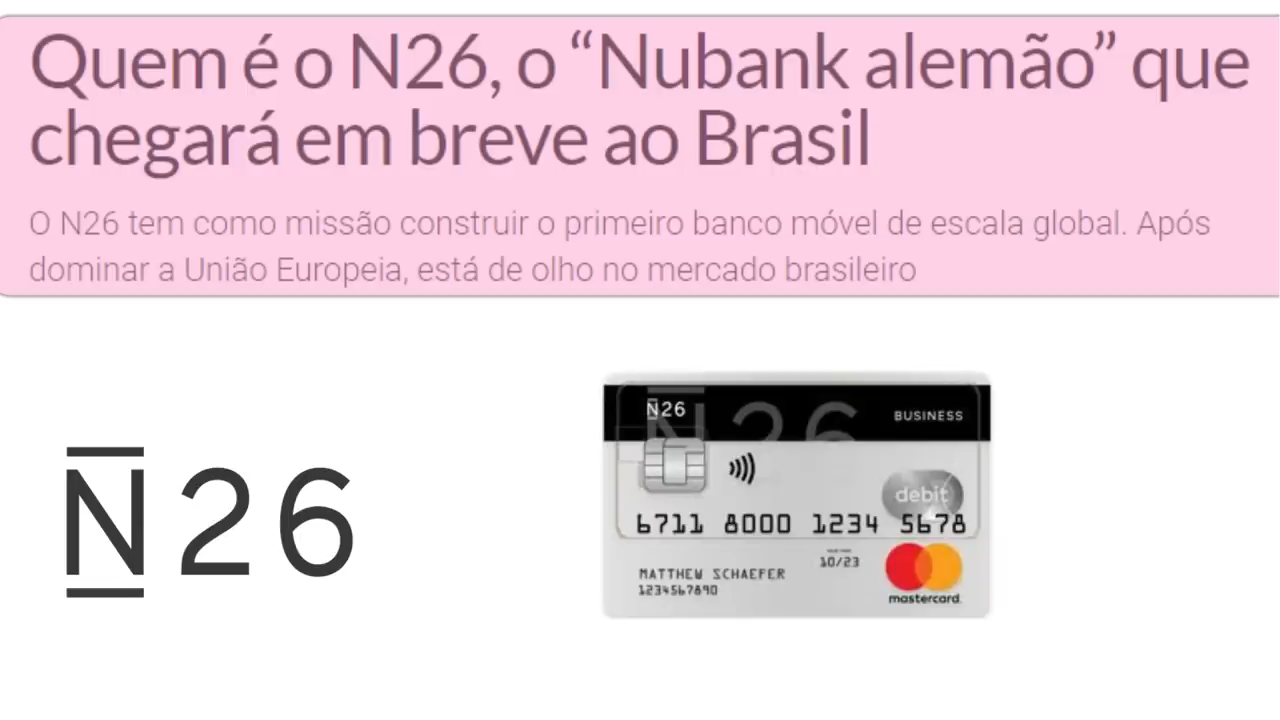 Quem é o N26, o “Nubank alemão” que
chegará em breve ao Brasil
O N26 tem como missão construir o primeiro banco móvel de escala global. Após
dominar a União Europeia, está de olho no mercado brasileiro
N26
N26
BUSINESS
N26
debit
6711 8000 1234 5678
10/23
MATTHEW SCHAEFER
1234567890
mastercard.